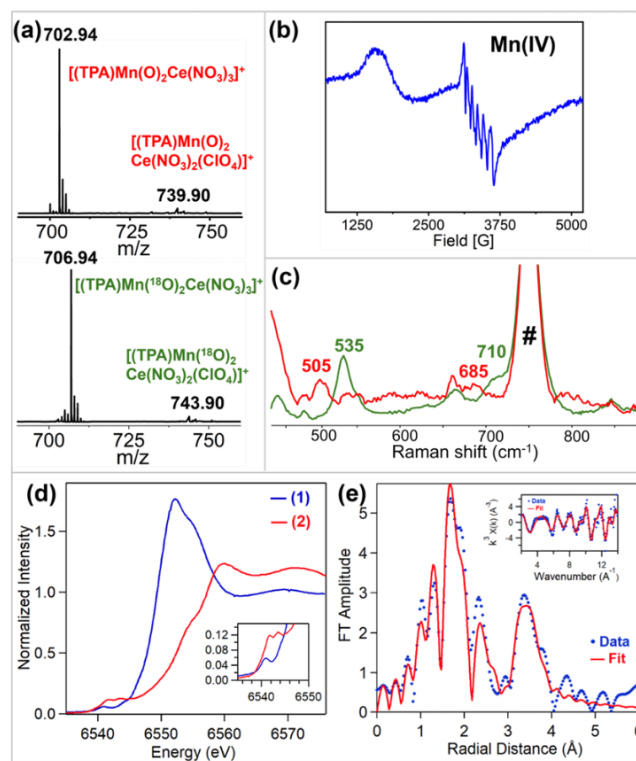 (a)
702.94
[(TPA)Mn(O)₂Ce(NO₃)₃]⁺
[(TPA)Mn(O)₂
Ce(NO₃)₂(ClO₄)]⁺
739.90
700 725 750
m/z
706.94
[(TPA)Mn(¹⁸O)₂Ce(NO₃)₃]⁺
[(TPA)Mn(¹⁸O)₂
Ce(NO₃)₂(ClO₄)]⁺
743.90
700 725 750
m/z
(b)
Mn(IV)
1250 2500 3750 5000
Field [G]
(c)
535
505
710
685
#
500 600 700 800
Raman shift (cm⁻¹)
(d)
(1)
(2)
Normalized Intensity
1.5
1.0
0.5
0.0
0.12
0.08
0.04
0.00
6540 6550
6540 6550 6560 6570
Energy (eV)
(e)
FT Amplitude
5
4
3
2
1
0
k³ X(k) (A⁻³)
4
0
-4
Data
Fit
4 8 12
Wavenumber (A⁻¹)
Data
Fit
0 1 2 3 4 5 6
Radial Distance (Å)